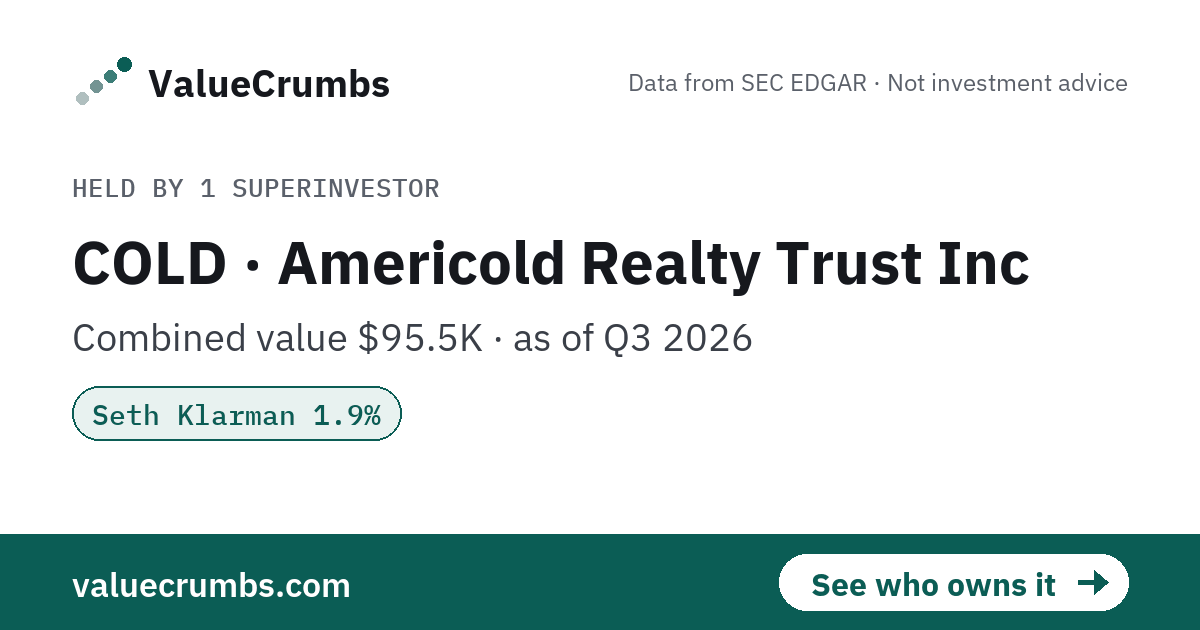 ValueCrumbs
Data from SEC EDGAR · Not investment advice
HELD BY 1 SUPERINVESTOR
COLD · Americold Realty Trust Inc
Combined value $95.5K · as of Q3 2026
Seth Klarman 1.9%
valuecrumbs.com
See who owns it →